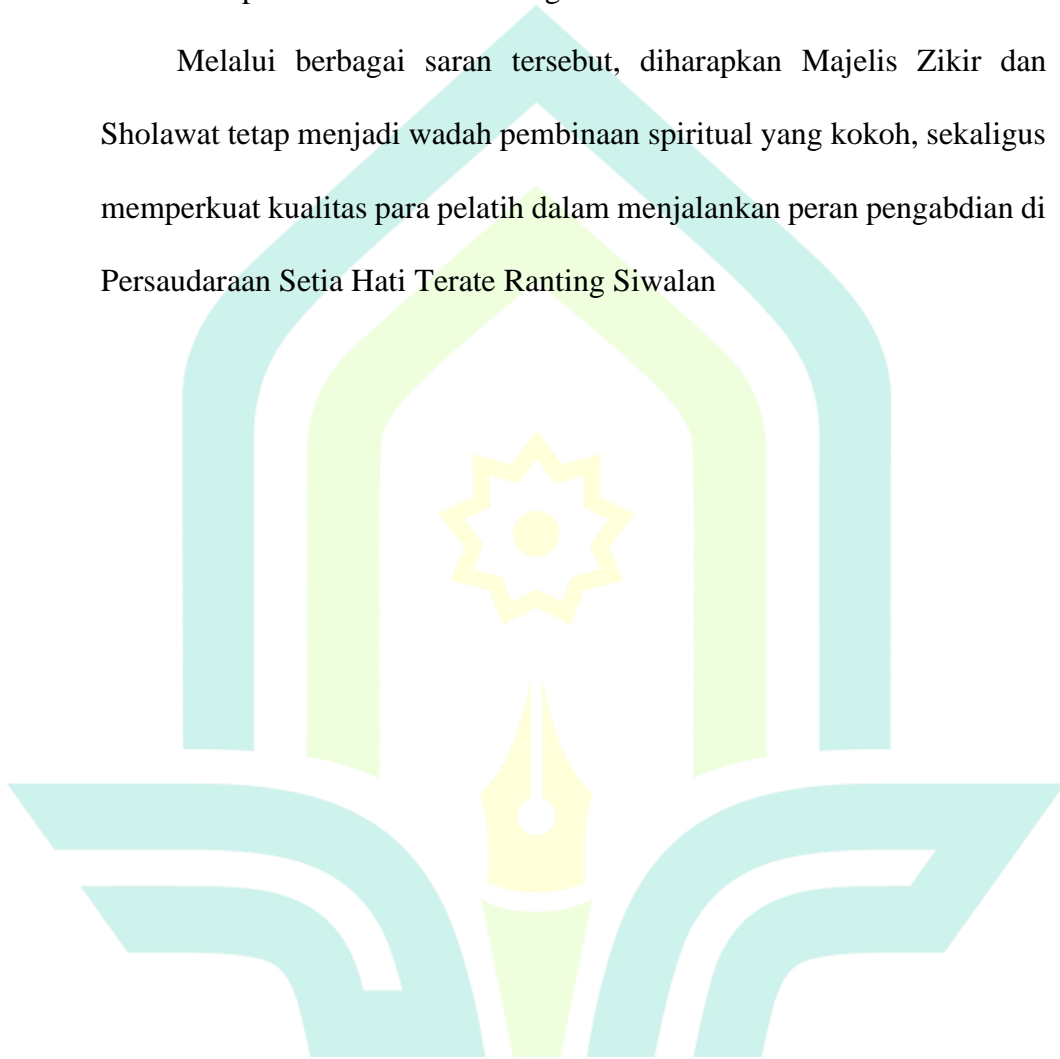 Melalui berbagai saran tersebut, diharapkan Majelis Zikir dan
Sholawat tetap menjadi wadah pembinaan spiritual yang kokoh, sekaligus
memperkuat kualitas para pelatih dalam menjalankan peran pengabdian di
Persaudaraan Setia Hati Terate Ranting Siwalan